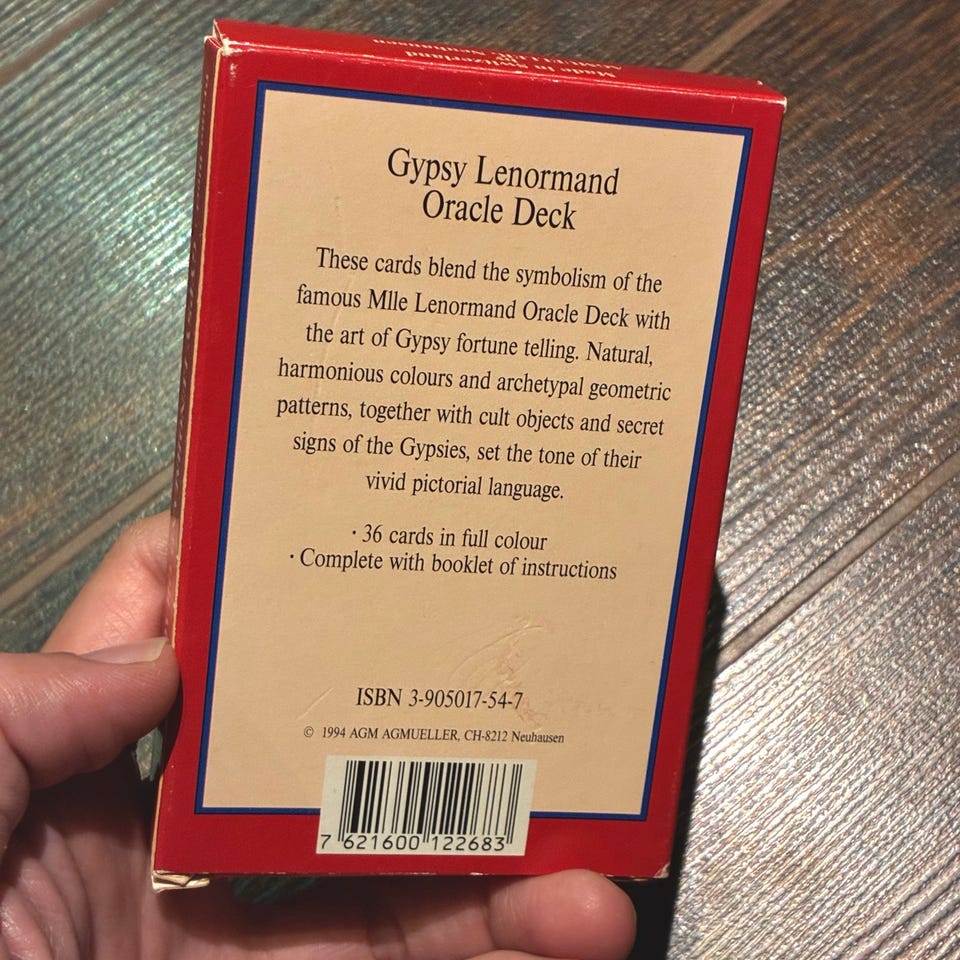 Made in Switzerland
Gypsy Lenormand
Oracle Deck
These cards blend the symbolism of the
famous Mlle Lenormand Oracle Deck with
the art of Gypsy fortune telling. Natural,
harmonious colours and archetypal geometric
patterns, together with cult objects and secret
signs of the Gypsies, set the tone of their
vivid pictorial language.
· 36 cards in full colour
· Complete with booklet of instructions
ISBN 3-905017-54-7
© 1994 AGM AGMUELLER, CH-8212 Neuhausen
7 621600 122683